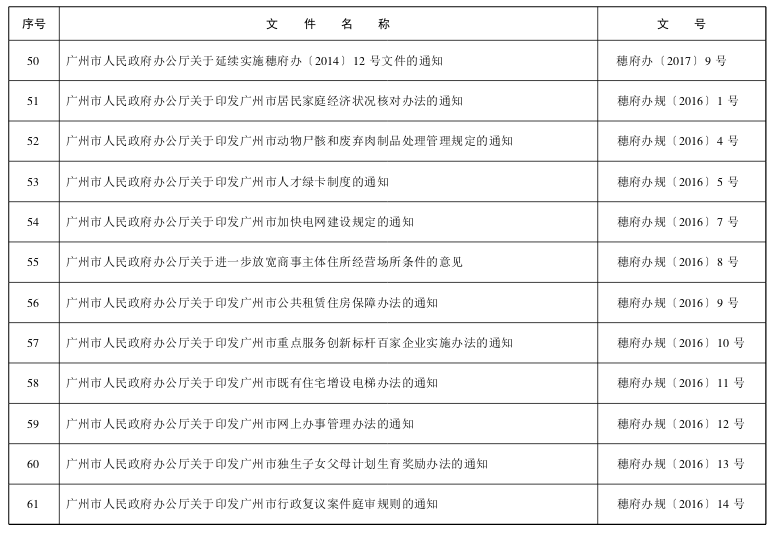 序号 文件名称 文号
50 广州市人民政府办公厅关于延续实施穗府办〔2014〕12 号文件的通知 穗府办〔2017〕9 号
51 广州市人民政府办公厅关于印发广州市居民家庭经济状况核对办法的通知 穗府办规〔2016〕1 号
52 广州市人民政府办公厅关于印发广州市动物尸骸和废弃肉制品处理管理规定的通知 穗府办规〔2016〕4 号
53 广州市人民政府办公厅关于印发广州市人才绿卡制度的通知 穗府办规〔2016〕5 号
54 广州市人民政府办公厅关于印发广州市加快电网建设规定的通知 穗府办规〔2016〕7 号
55 广州市人民政府办公厅关于进一步放宽商事主体住所经营场所条件的意见 穗府办规〔2016〕8 号
56 广州市人民政府办公厅关于印发广州市公共租赁住房保障办法的通知 穗府办规〔2016〕9 号
57 广州市人民政府办公厅关于印发广州市重点服务创新标杆百家企业实施办法的通知 穗府办规〔2016〕10 号
58 广州市人民政府办公厅关于印发广州市既有住宅增设电梯办法的通知 穗府办规〔2016〕11 号
59 广州市人民政府办公厅关于印发广州市网上办事管理办法的通知 穗府办规〔2016〕12 号
60 广州市人民政府办公厅关于印发广州市独生子女父母计划生育奖励办法的通知 穗府办规〔2016〕13 号
61 广州市人民政府办公厅关于印发广州市行政复议案件庭审规则的通知 穗府办规〔2016〕14 号